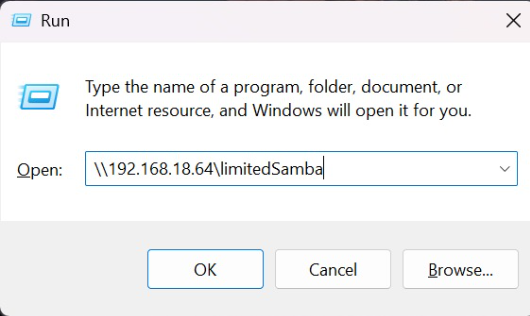 Run
Type the name of a program, folder, document, or
Internet resource, and Windows will open it for you.
Open:
\\192.168.18.64\limitedSamba
OK
Cancel
Browse...